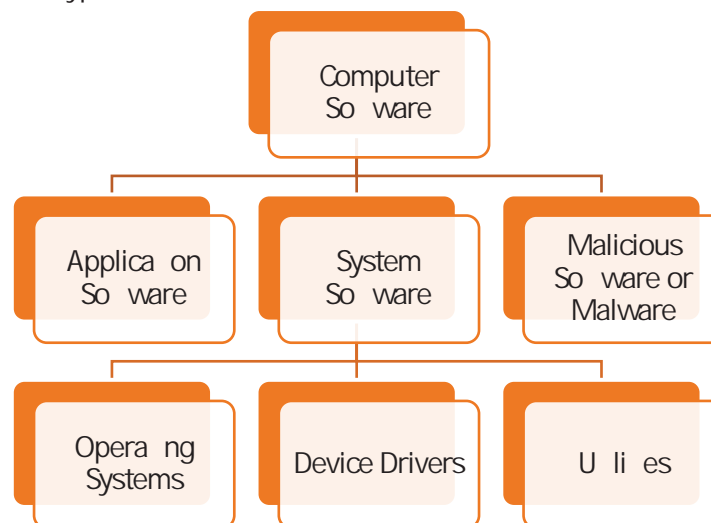 Computer
So ware
Applica on
So ware
System
So ware
Malicious
So ware or
Malware
Opera ng
Systems
Device Drivers
U li es